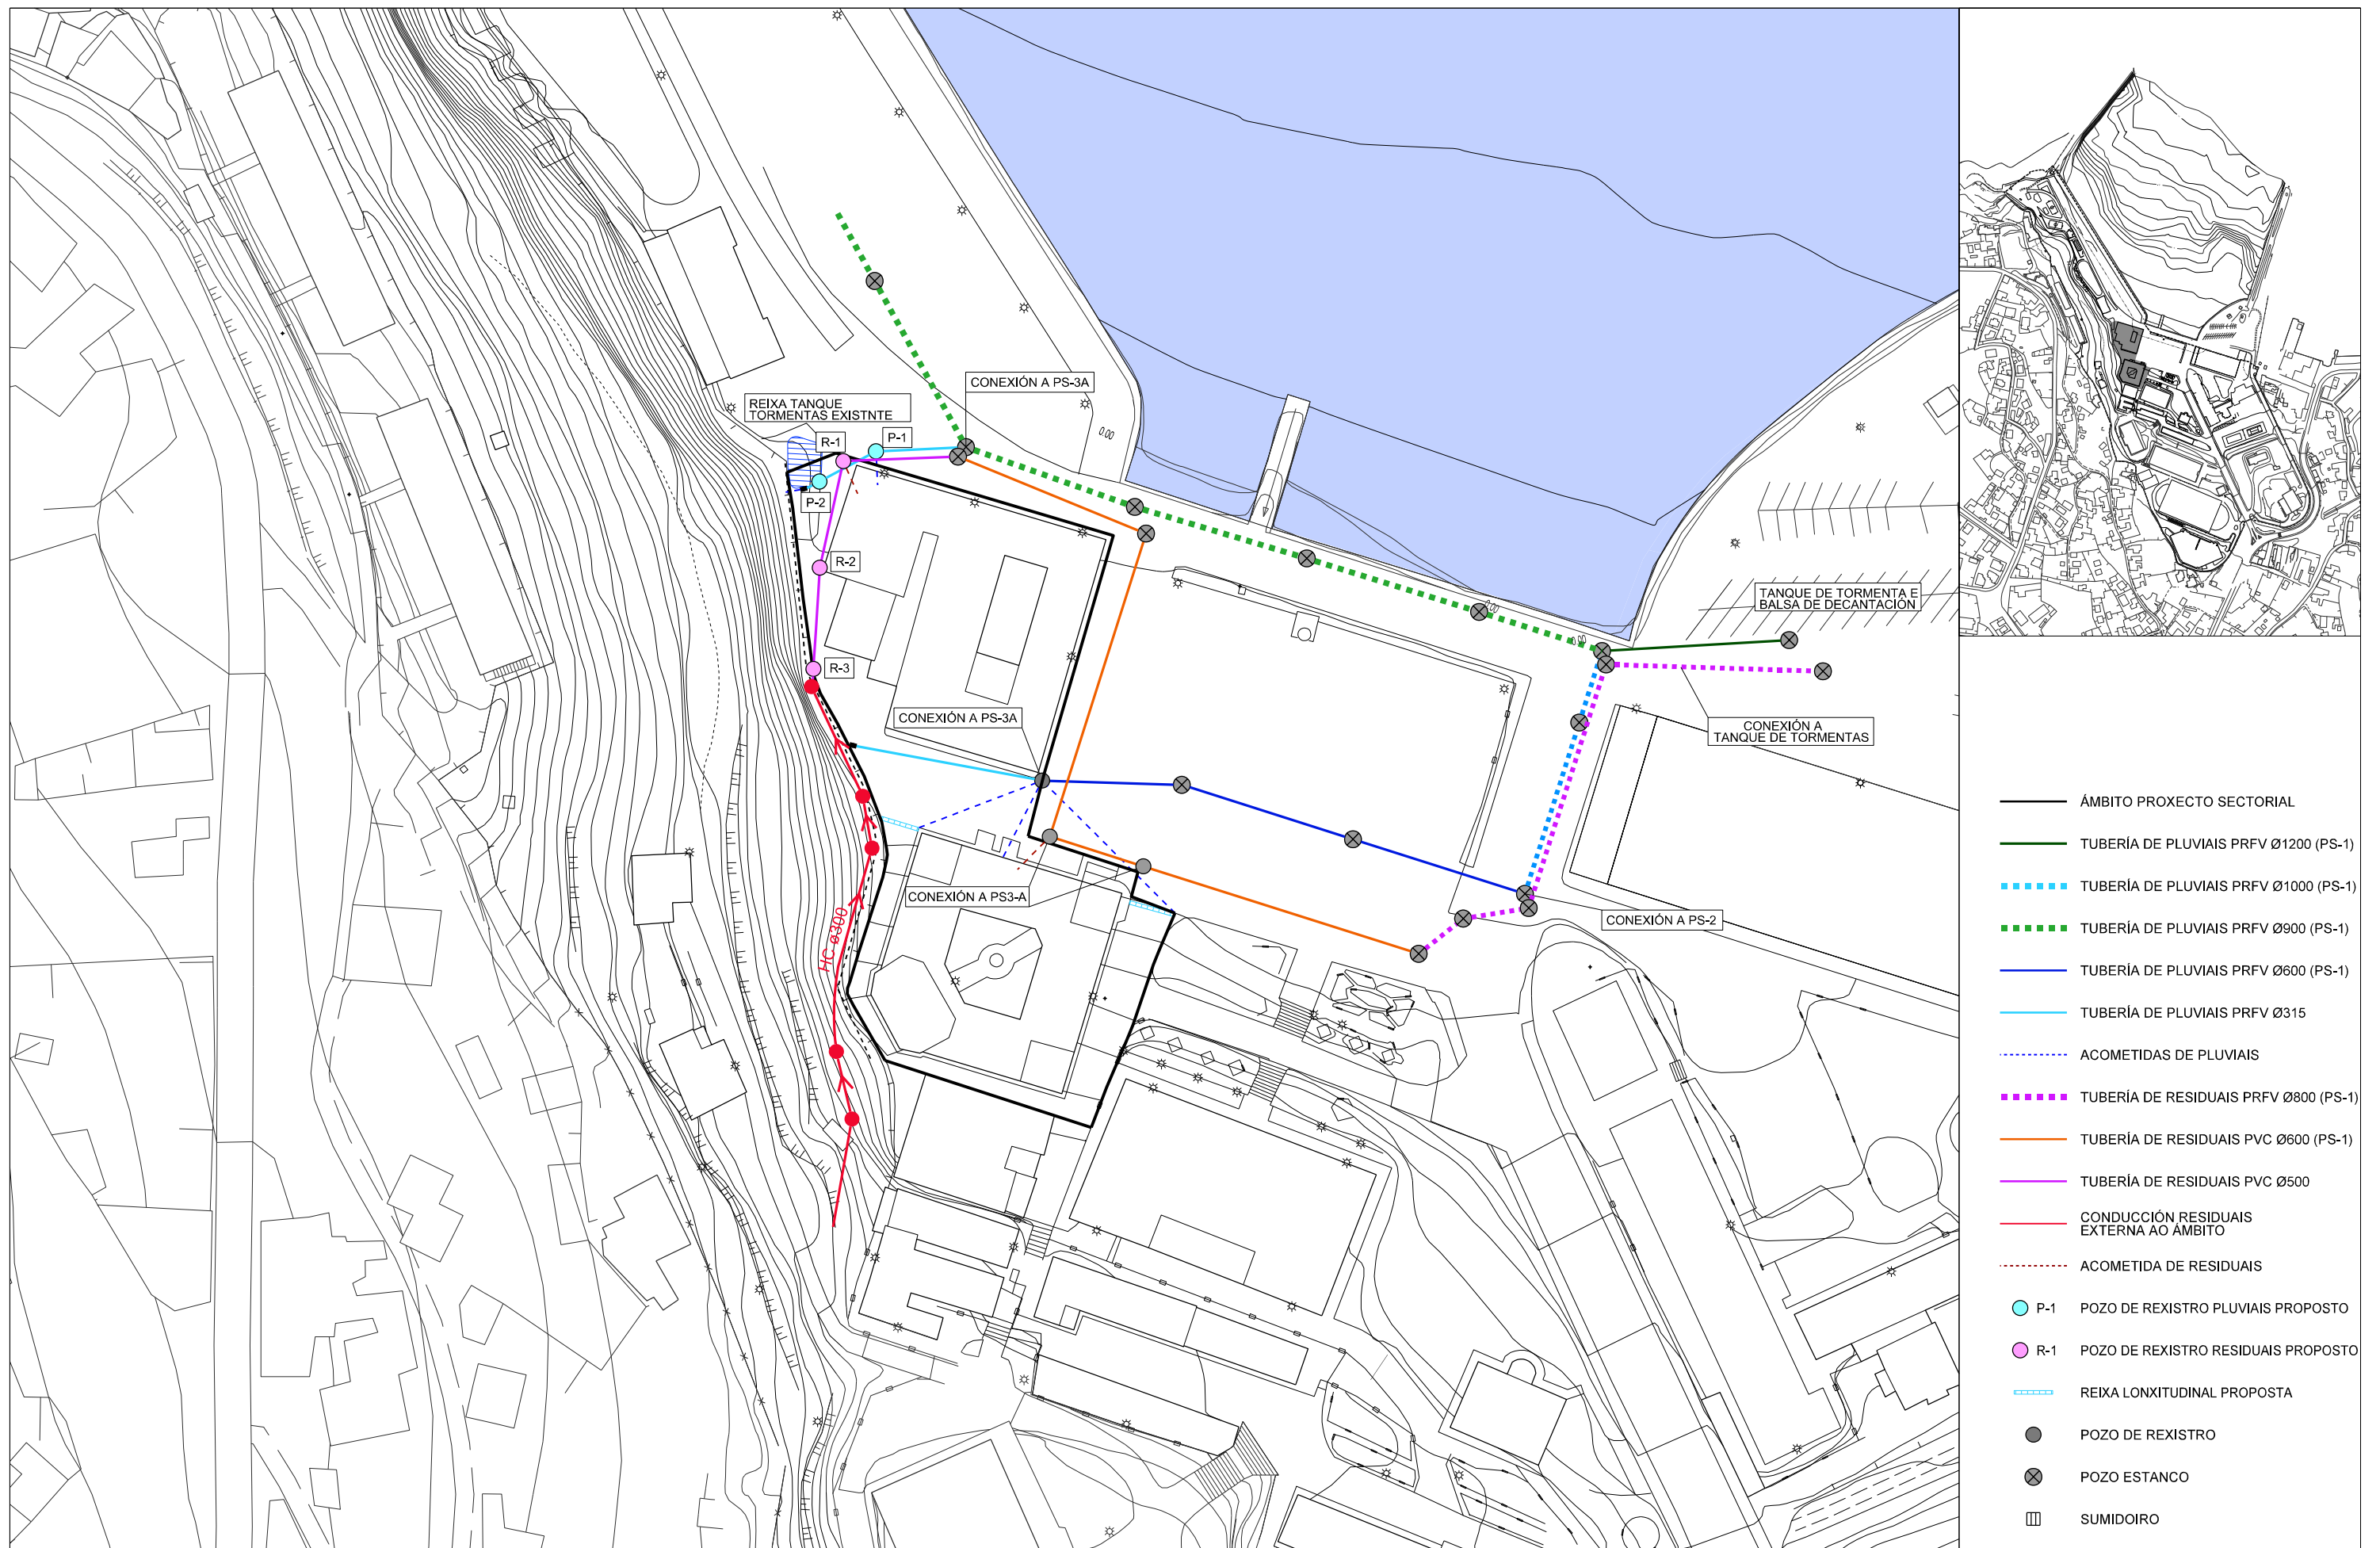 CONEXIÓN A PS-3A
REIXA TANQUE
TORMENTAS EXISTNTE
R-1
P-1
0.00
P-2
R-2
TANQUE DE TORMENTA E
BALSA DE DECANTACIÓN
0.00
0.00
R-3
CONEXIÓN A PS-3A
CONEXIÓN A
TANQUE DE TORMENTAS
CONEXIÓN A PS3-A
HC ø300
CONEXIÓN A PS-2
ÁMBITO PROXECTO SECTORIAL
TUBERÍA DE PLUVIAIS PRFV Ø1200 (PS-1)
TUBERÍA DE PLUVIAIS PRFV Ø1000 (PS-1)
TUBERÍA DE PLUVIAIS PRFV Ø900 (PS-1)
TUBERÍA DE PLUVIAIS PRFV Ø600 (PS-1)
TUBERÍA DE PLUVIAIS PRFV Ø315
ACOMETIDAS DE PLUVIAIS
TUBERÍA DE RESIDUAIS PRFV Ø800 (PS-1)
TUBERÍA DE RESIDUAIS PVC Ø600 (PS-1)
TUBERÍA DE RESIDUAIS PVC Ø500
CONDUCCIÓN RESIDUAIS
EXTERNA AO ÁMBITO
ACOMETIDA DE RESIDUAIS
P-1 POZO DE REXISTRO PLUVIAIS PROPOSTO
R-1 POZO DE REXISTRO RESIDUAIS PROPOSTO
REIXA LONXITUDINAL PROPOSTA
POZO DE REXISTRO
POZO ESTANCO
SUMIDOIRO